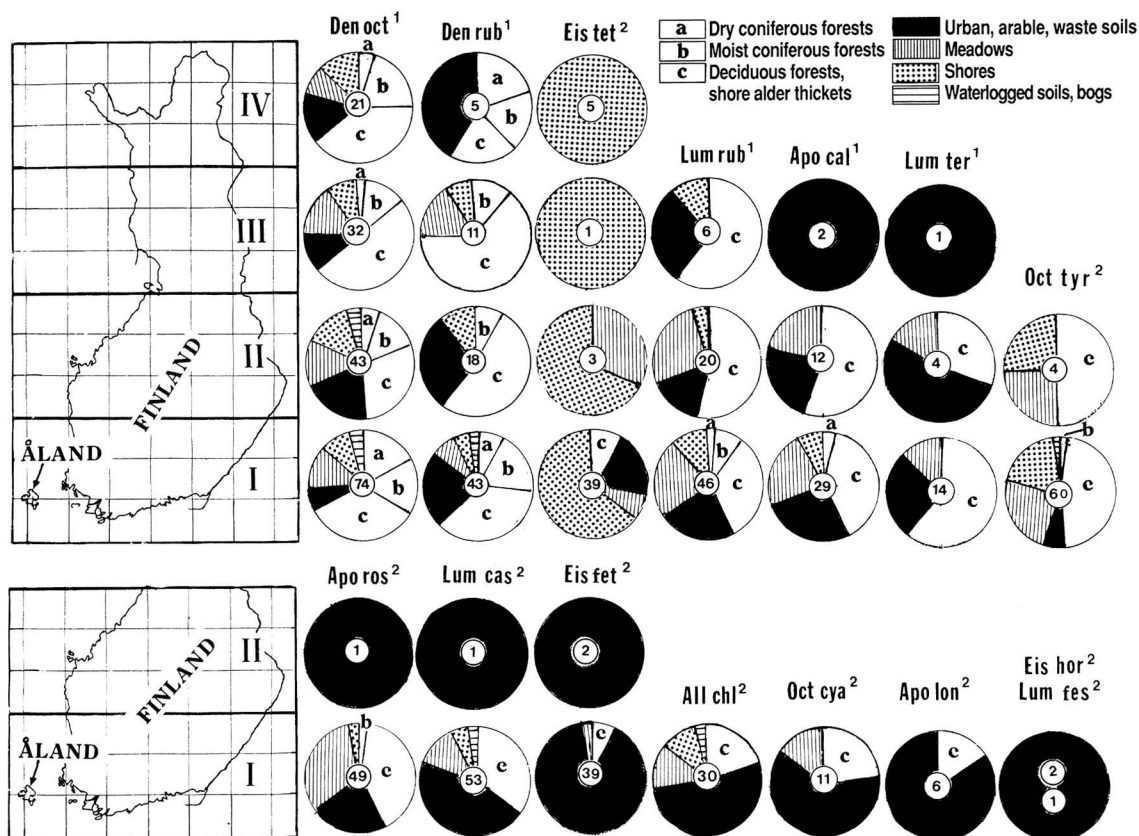 Den oct 1
Den rub 1
Eis tet 2
a Dry coniferous forests
b Moist coniferous forests
c Deciduous forests,
shore alder thickets
Urban, arable, waste soils
Meadows
Shores
Waterlogged soils, bogs
IV
a
b
c
21
a
b
c
5
5
Lum rub 1
Apo cal 1
Lum ter 1
III
a
b
c
32
b
c
11
1
c
6
2
1
Oct tyr 2
II
FINLAND
a
b
c
43
b
c
18
3
c
20
c
12
c
4
c
4
ÅLAND
I
a
b
c
74
a
b
c
43
c
39
a
b
c
46
a
c
29
c
14
b
c
60
Apo ros 2
Lum cas 2
Eis fet 2
II
FINLAND
1
1
2
All chl 2
Oct cya 2
Apo lon 2
Eis hor 2
Lum fes 2
ÅLAND
I
b
c
49
c
53
c
39
c
30
c
11
c
6
2
1